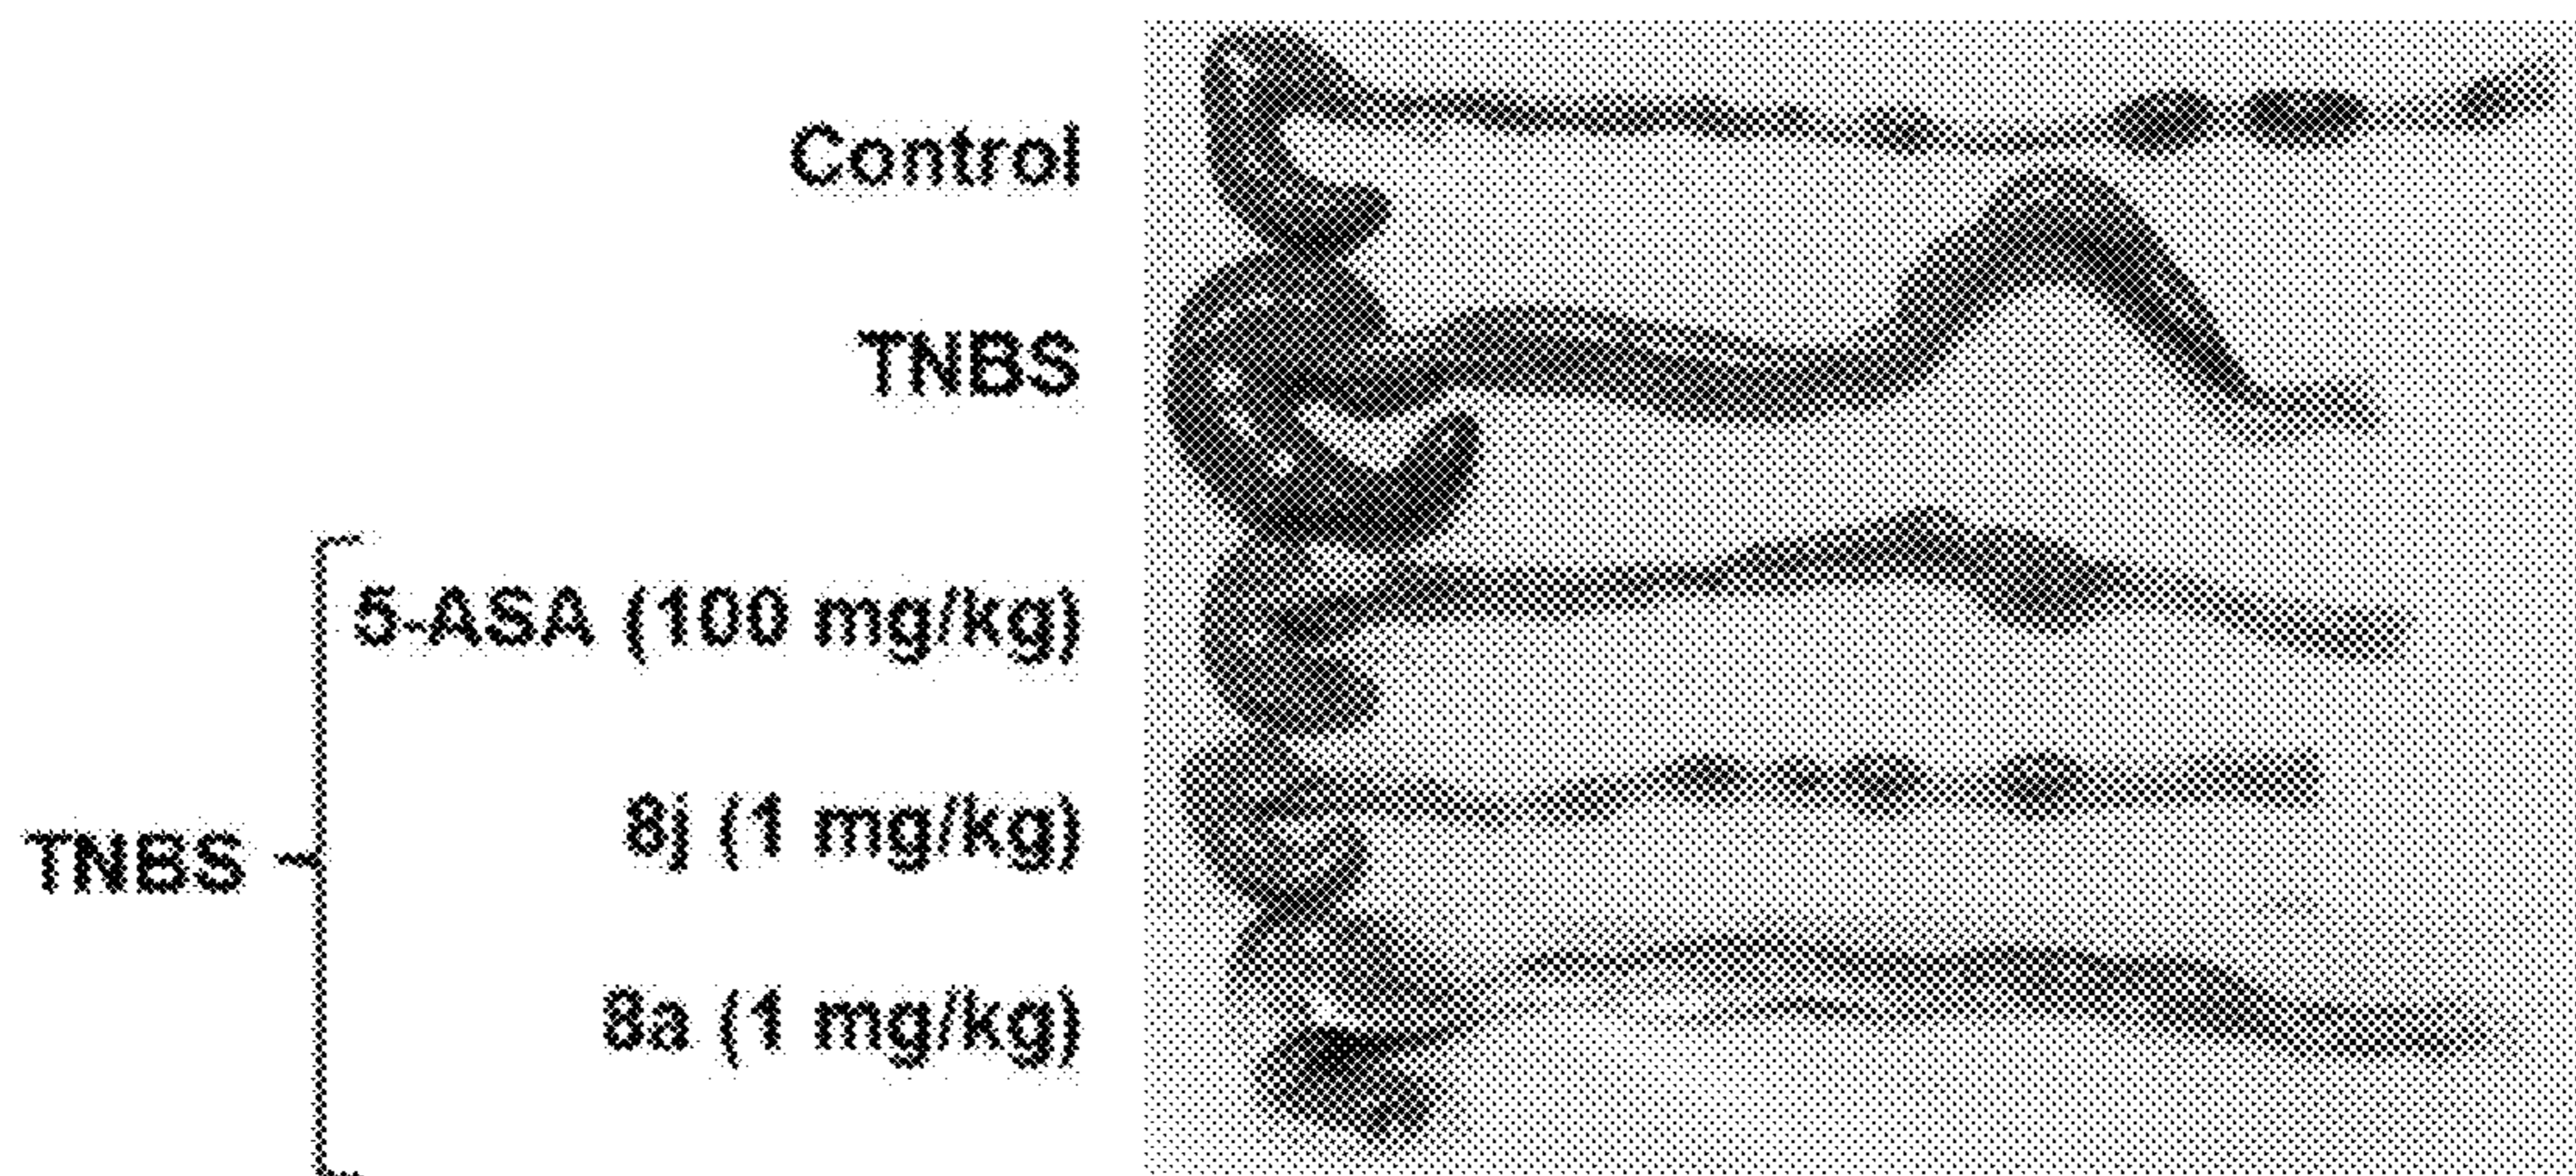 Control
TNBS
5-ASA (100 mg/kg)
8j (1 mg/kg)
TNBS
8a (1 mg/kg)